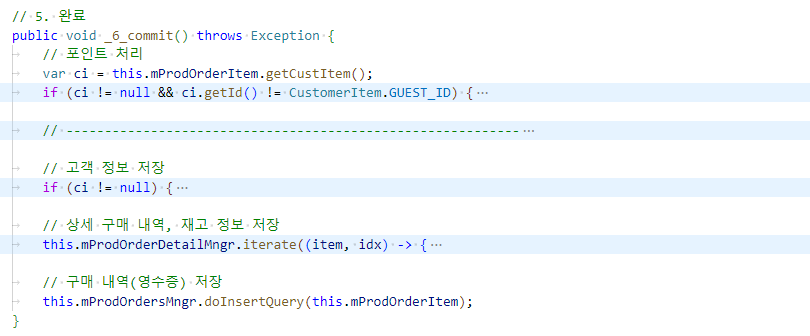 // 5. 완료
public void _6_commit() throws Exception {
// 포인트 처리
var ci = this.mProdOrderItem.getCustItem();
if (ci != null && ci.getId() != CustomerItem.GUEST_ID) { ⋯
// ----------------------------------------------------------- ⋯
// 고객 정보 저장
if (ci != null) { ⋯
// 상세 구매 내역, 재고 정보 저장
this.mProdOrderDetailMngr.iterate((item, idx) -> { ⋯
// 구매 내역(영수증) 저장
this.mProdOrdersMngr.doInsertQuery(this.mProdOrderItem);
}